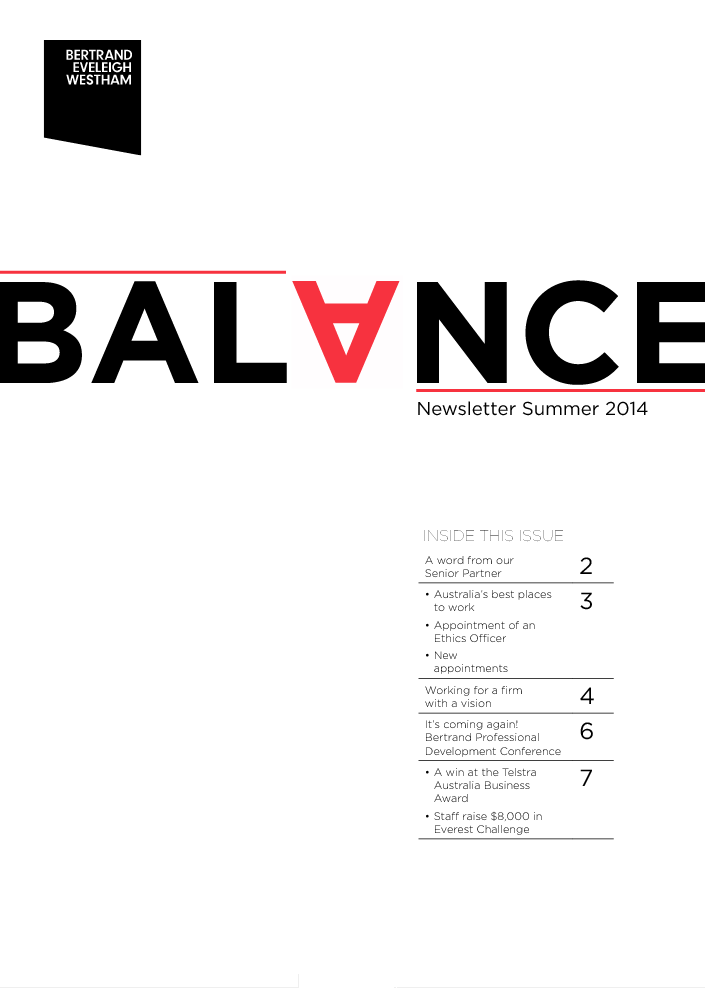 BERTRAND
EVELEIGH
WESTHAM
BALANCE
Newsletter Summer 2014
INSIDE THIS ISSUE
A word from our
Senior Partner
2
• Australia's best places
to work
3
• Appointment of an
Ethics Officer
• New
appointments
Working for a firm
with a vision
4
It's coming again!
Bertrand Professional
Development Conference
6
• A win at the Telstra
Australia Business
Award
7
• Staff raise $8,000 in
Everest Challenge